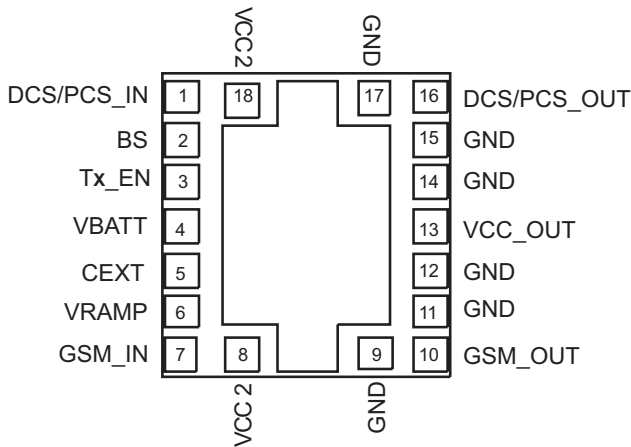 VCC2 GND
DCS/PCS_IN 1 18 17 16 DCS/PCS_OUT
BS 2 15 GND
Tx_EN 3 14 GND
VBATT 4 13 VCC_OUT
CEXT 5 12 GND
VRAMP 6 11 GND
GSM_IN 7 8 9 10 GSM_OUT
VCC 2 GND